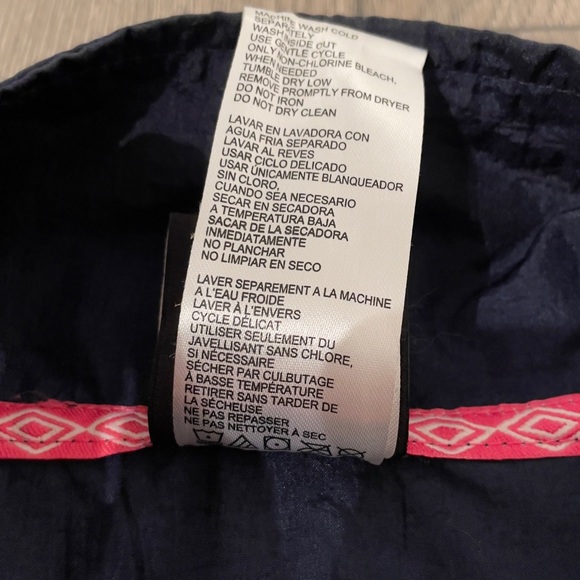 MACHINE WASH COLD
SEPARATELY
WASH INSIDE OUT
USE GENTLE CYCLE
ONLY NON-CHLORINE BLEACH,
WHEN NEEDED
TUMBLE DRY LOW
REMOVE PROMPTLY FROM DRYER
DO NOT IRON
DO NOT DRY CLEAN
LAVAR EN LAVADORA CON
AGUA FRIA SEPARADO
LAVAR AL REVES
USAR CICLO DELICADO
USAR ÚNICAMENTE BLANQUEADOR
SIN CLORO,
CUANDO SÉA NECESARIO
SECAR EN SECADORA
A TEMPERATURA BAJA
SACAR DE LA SECADORA
INMEDIATAMENTE
NO PLANCHAR
NO LIMPIAR EN SECO
LAVER SEPAREMENT A LA MACHINE
A L'EAU FROIDE
LAVER À L'ENVERS
CYCLE DÉLICAT
UTILISER SEULEMENT DU
JAVELLISANT SANS CHLORE,
SI NÉCESSAIRE
SÉCHER PAR CULBUTAGE
À BASSE TEMPÉRATURE
RETIRER SANS TARDER DE
LA SÉCHEUSE
NE PAS REPASSER
NE PAS NETTOYER À SEC